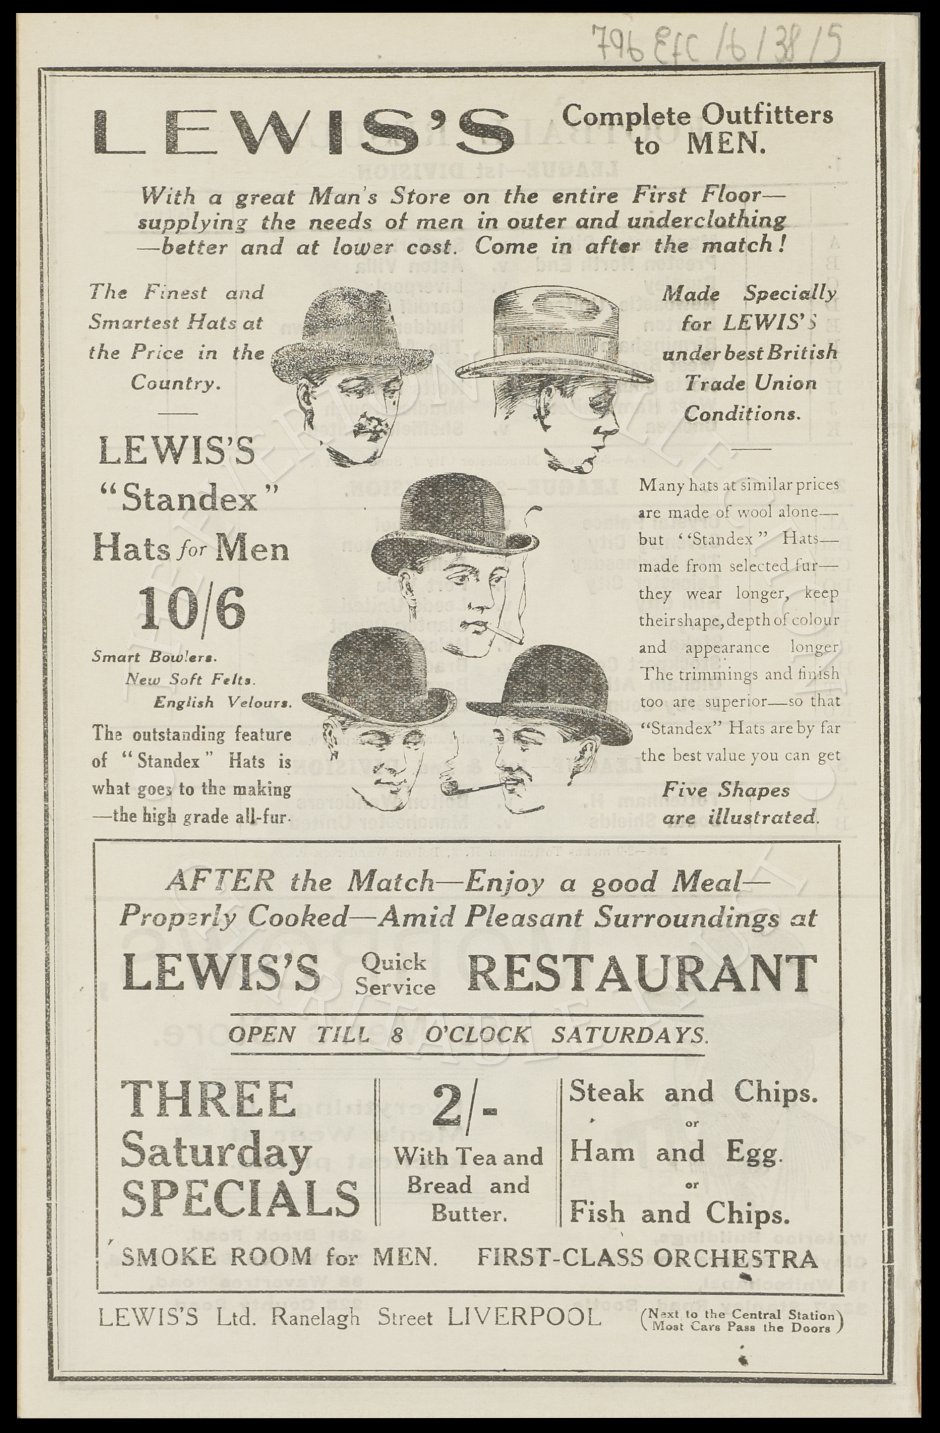 796 EFC /6/38/5
LEWIS'S
Complete Outfitters
to MEN.
With a great Man's Store on the entire First Floor—
supplying the needs of men in outer and underclothing
—better and at lower cost. Come in after the match!
The Finest and
Smartest Hats at
the Price in the
Country.
LEWIS'S
"Standex"
Hats for Men
10/6
Smart Bowlers.
New Soft Felts.
English Velours.
The outstanding feature
of "Standex" Hats is
what goes to the making
—the high grade all-fur.
Made Specially
for LEWIS'S
under best British
Trade Union
Conditions.
Many hats at similar prices
are made of wool alone—
but "Standex" Hats—
made from selected fur—
they wear longer, keep
their shape, depth of colour
and appearance longer
The trimmings and finish
too are superior—so that
"Standex" Hats are by far
the best value you can get
Five Shapes
are illustrated.
AFTER the Match—Enjoy a good Meal—
Properly Cooked—Amid Pleasant Surroundings at
LEWIS'S Quick Service RESTAURANT
OPEN TILL 8 O'CLOCK SATURDAYS.
THREE
Saturday
SPECIALS
2/-
With Tea and
Bread and
Butter.
Steak and Chips.
or
Ham and Egg.
or
Fish and Chips.
SMOKE ROOM for MEN. FIRST-CLASS ORCHESTRA
LEWIS'S Ltd. Ranelagh Street LIVERPOOL
(Next to the Central Station)
(Most Cars Pass the Doors)